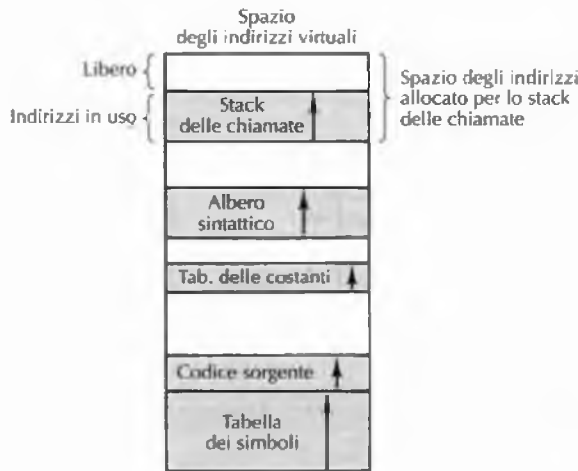 Spazio
degli indirizzi virtuali
Libero
Indirizzi in uso
Stack
delle chiamate
Spazio degli indirizzi
allocato per lo stack
delle chiamate
Albero
sintattico
Tab. delle costanti
Codice sorgente
Tabella
dei simboli